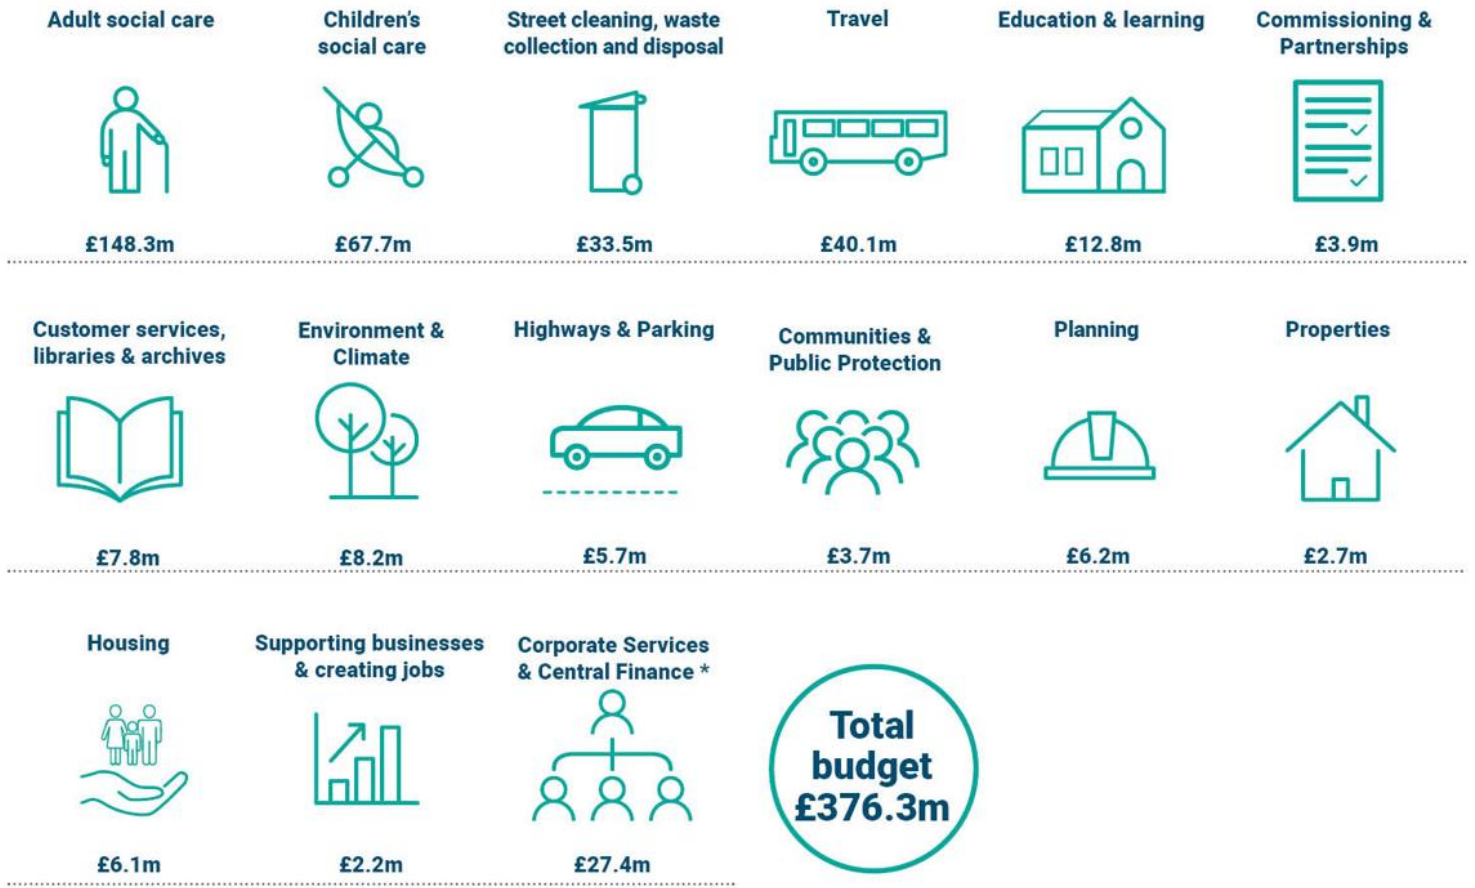 Adult social care
£148.3m
Children's
social care
£67.7m
Street cleaning, waste
collection and disposal
£33.5m
Travel
£40.1m
Education & learning
£12.8m
Commissioning &
Partnerships
£3.9m
Customer services,
libraries & archives
£7.8m
Environment &
Climate
£8.2m
Highways & Parking
£5.7m
Communities &
Public Protection
£3.7m
Planning
£6.2m
Properties
£2.7m
Housing
£6.1m
Supporting businesses
& creating jobs
£2.2m
Corporate Services
& Central Finance *
£27.4m
Total
budget
£376.3m